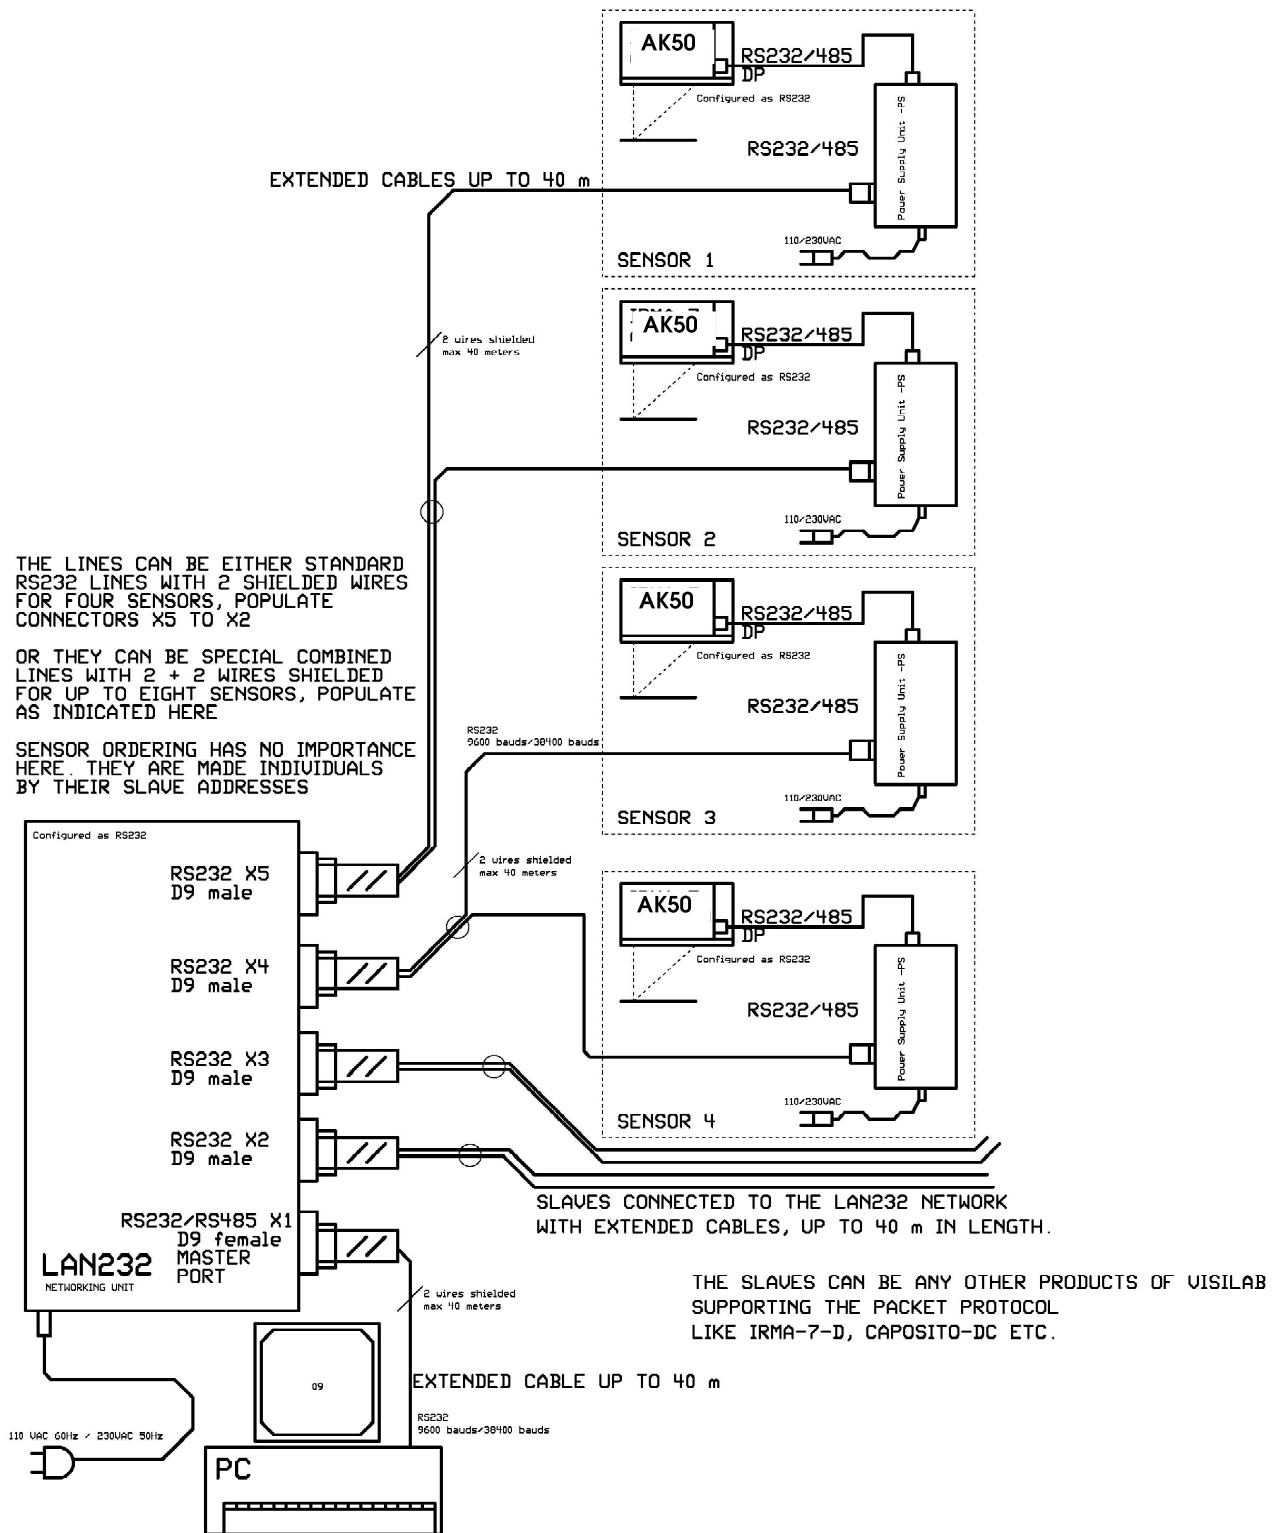 AK50
RS232/485
DP
Configured as RS232
RS232/485
Power Supply Unit -PS
110/230VAC
SENSOR 1
EXTENDED CABLES UP TO 40 m
2 wires shielded
max 40 meters
AK50
RS232/485
DP
Configured as RS232
RS232/485
Power Supply Unit -PS
110/230VAC
SENSOR 2
THE LINES CAN BE EITHER STANDARD
RS232 LINES WITH 2 SHIELDED WIRES
FOR FOUR SENSORS, POPULATE
CONNECTORS X5 TO X2
OR THEY CAN BE SPECIAL COMBINED
LINES WITH 2 + 2 WIRES SHIELDED
FOR UP TO EIGHT SENSORS, POPULATE
AS INDICATED HERE
SENSOR ORDERING HAS NO IMPORTANCE
HERE. THEY ARE MADE INDIVIDUALS
BY THEIR SLAVE ADDRESSES
AK50
RS232/485
DP
Configured as RS232
RS232/485
Power Supply Unit -PS
RS232
9600 bauds/38400 bauds
110/230VAC
SENSOR 3
2 wires shielded
max 40 meters
AK50
RS232/485
DP
Configured as RS232
RS232/485
Power Supply Unit -PS
110/230VAC
SENSOR 4
Configured as RS232
RS232 X5
D9 male
RS232 X4
D9 male
RS232 X3
D9 male
RS232 X2
D9 male
RS232/RS485 X1
D9 female
MASTER
PORT
LAN232
NETWORKING UNIT
SLAVES CONNECTED TO THE LAN232 NETWORK
WITH EXTENDED CABLES, UP TO 40 m IN LENGTH.
THE SLAVES CAN BE ANY OTHER PRODUCTS OF VISILAB
SUPPORTING THE PACKET PROTOCOL
LIKE IRMA-7-D, CAPOSITO-DC ETC.
2 wires shielded
max 40 meters
09
EXTENDED CABLE UP TO 40 m
RS232
9600 bauds/38400 bauds
110 VAC 60Hz / 230VAC 50Hz
PC